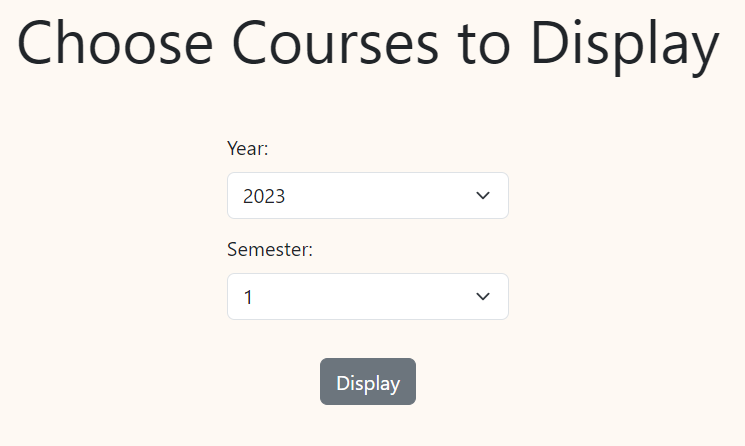 Choose Courses to Display
Year:
2023
Semester:
1
Display